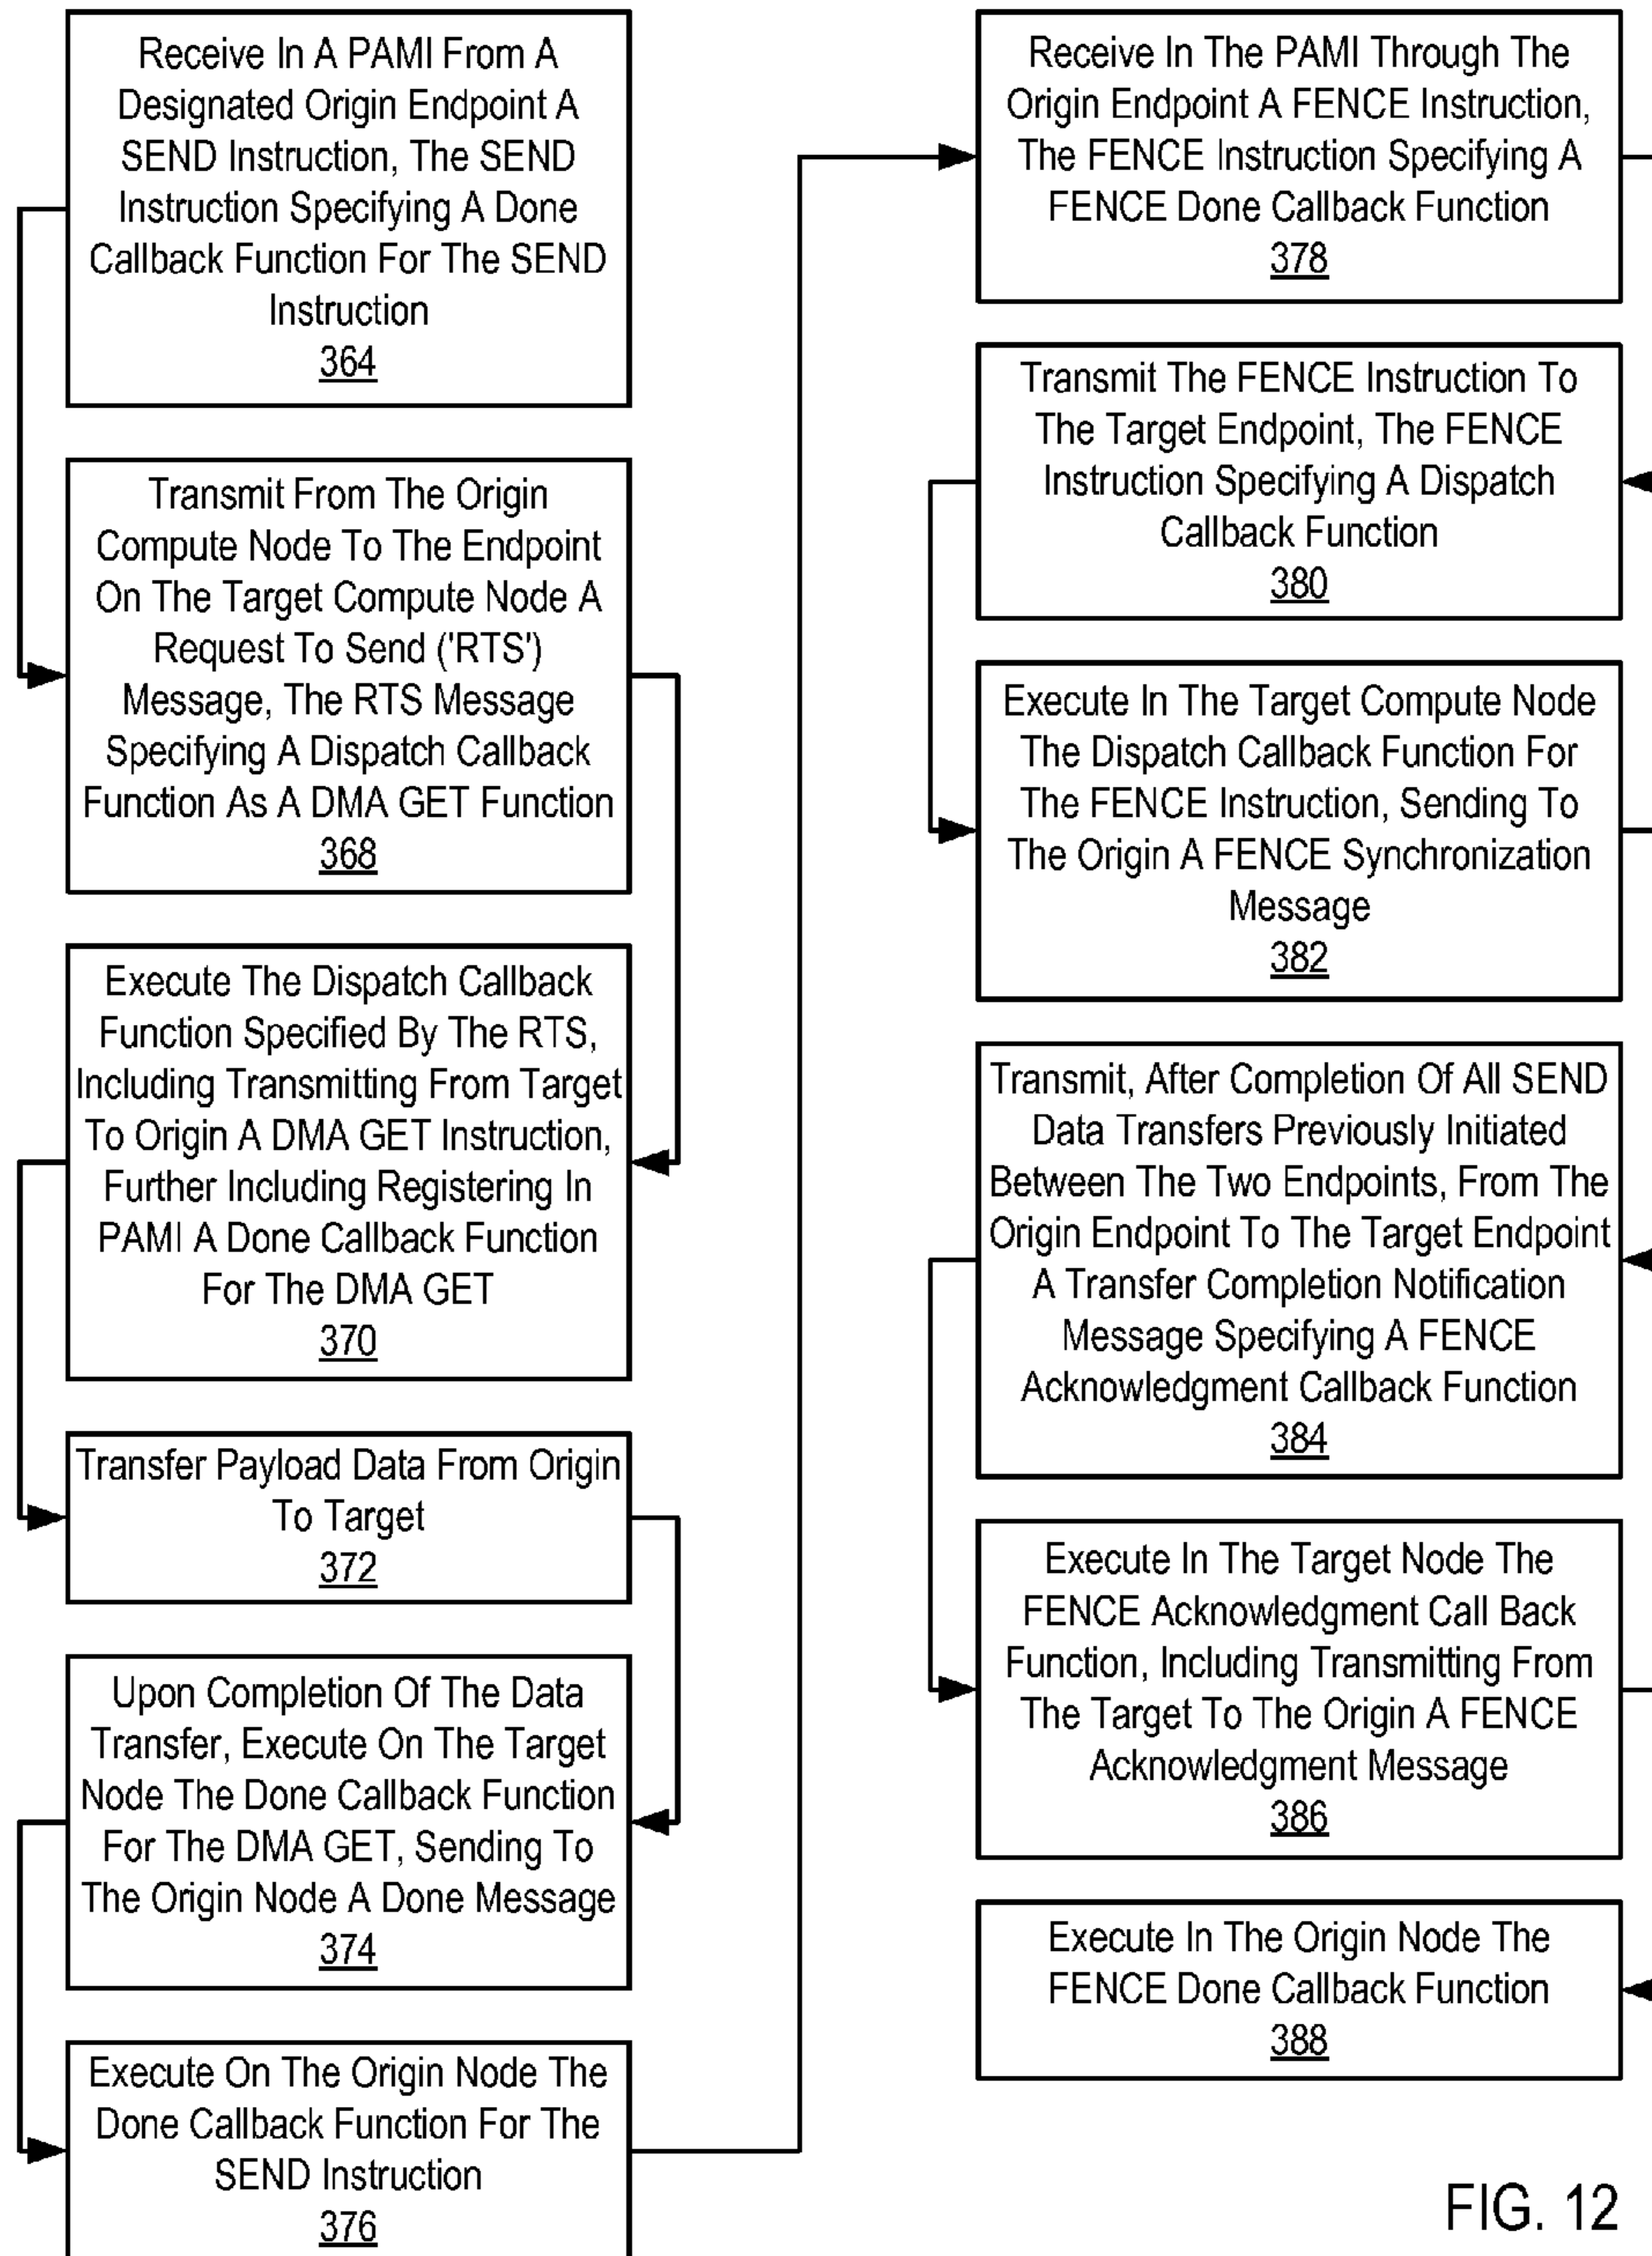 Receive In A PAMI From A
Designated Origin Endpoint A
SEND Instruction, The SEND
Instruction Specifying A Done
Callback Function For The SEND
Instruction
364
Transmit From The Origin
Compute Node To The Endpoint
On The Target Compute Node A
Request To Send ('RTS')
Message, The RTS Message
Specifying A Dispatch Callback
Function As A DMA GET Function
368
Execute The Dispatch Callback
Function Specified By The RTS,
Including Transmitting From Target
To Origin A DMA GET Instruction,
Further Including Registering In
PAMI A Done Callback Function
For The DMA GET
370
Transfer Payload Data From Origin
To Target
372
Upon Completion Of The Data
Transfer, Execute On The Target
Node The Done Callback Function
For The DMA GET, Sending To
The Origin Node A Done Message
374
Execute On The Origin Node The
Done Callback Function For The
SEND Instruction
376
Receive In The PAMI Through The
Origin Endpoint A FENCE Instruction,
The FENCE Instruction Specifying A
FENCE Done Callback Function
378
Transmit The FENCE Instruction To
The Target Endpoint, The FENCE
Instruction Specifying A Dispatch
Callback Function
380
Execute In The Target Compute Node
The Dispatch Callback Function For
The FENCE Instruction, Sending To
The Origin A FENCE Synchronization
Message
382
Transmit, After Completion Of All SEND
Data Transfers Previously Initiated
Between The Two Endpoints, From The
Origin Endpoint To The Target Endpoint
A Transfer Completion Notification
Message Specifying A FENCE
Acknowledgment Callback Function
384
Execute In The Target Node The
FENCE Acknowledgment Call Back
Function, Including Transmitting From
The Target To The Origin A FENCE
Acknowledgment Message
386
Execute In The Origin Node The
FENCE Done Callback Function
388
FIG. 12